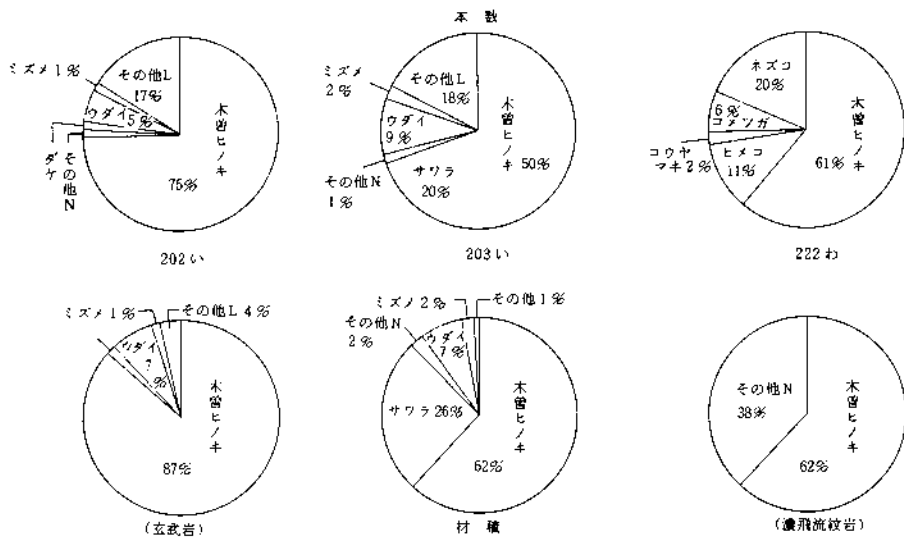 本数
ミズメ1%
その他L
17%
ウダイ5%
ダケ
その他N
木曽ヒノキ
75%
202い
ミズメ
2%
その他L
18%
ウダイ
9%
その他N
1%
サワラ
20%
木曽ヒノキ
50%
203い
ネズコ
20%
6%
コメツガ
コウヤ
マキ2%
ヒメコ
11%
木曽ヒノキ
61%
222わ
ミズメ1%
その他L4%
ウダイ
7
%
木曽ヒノキ
87%
(玄武岩)
ミズメ2%
その他1%
その他N
2%
ウダイ
7%
サワラ26%
木曽ヒノキ
62%
材積
その他N
38%
木曽ヒノキ
62%
(濃飛流紋岩)